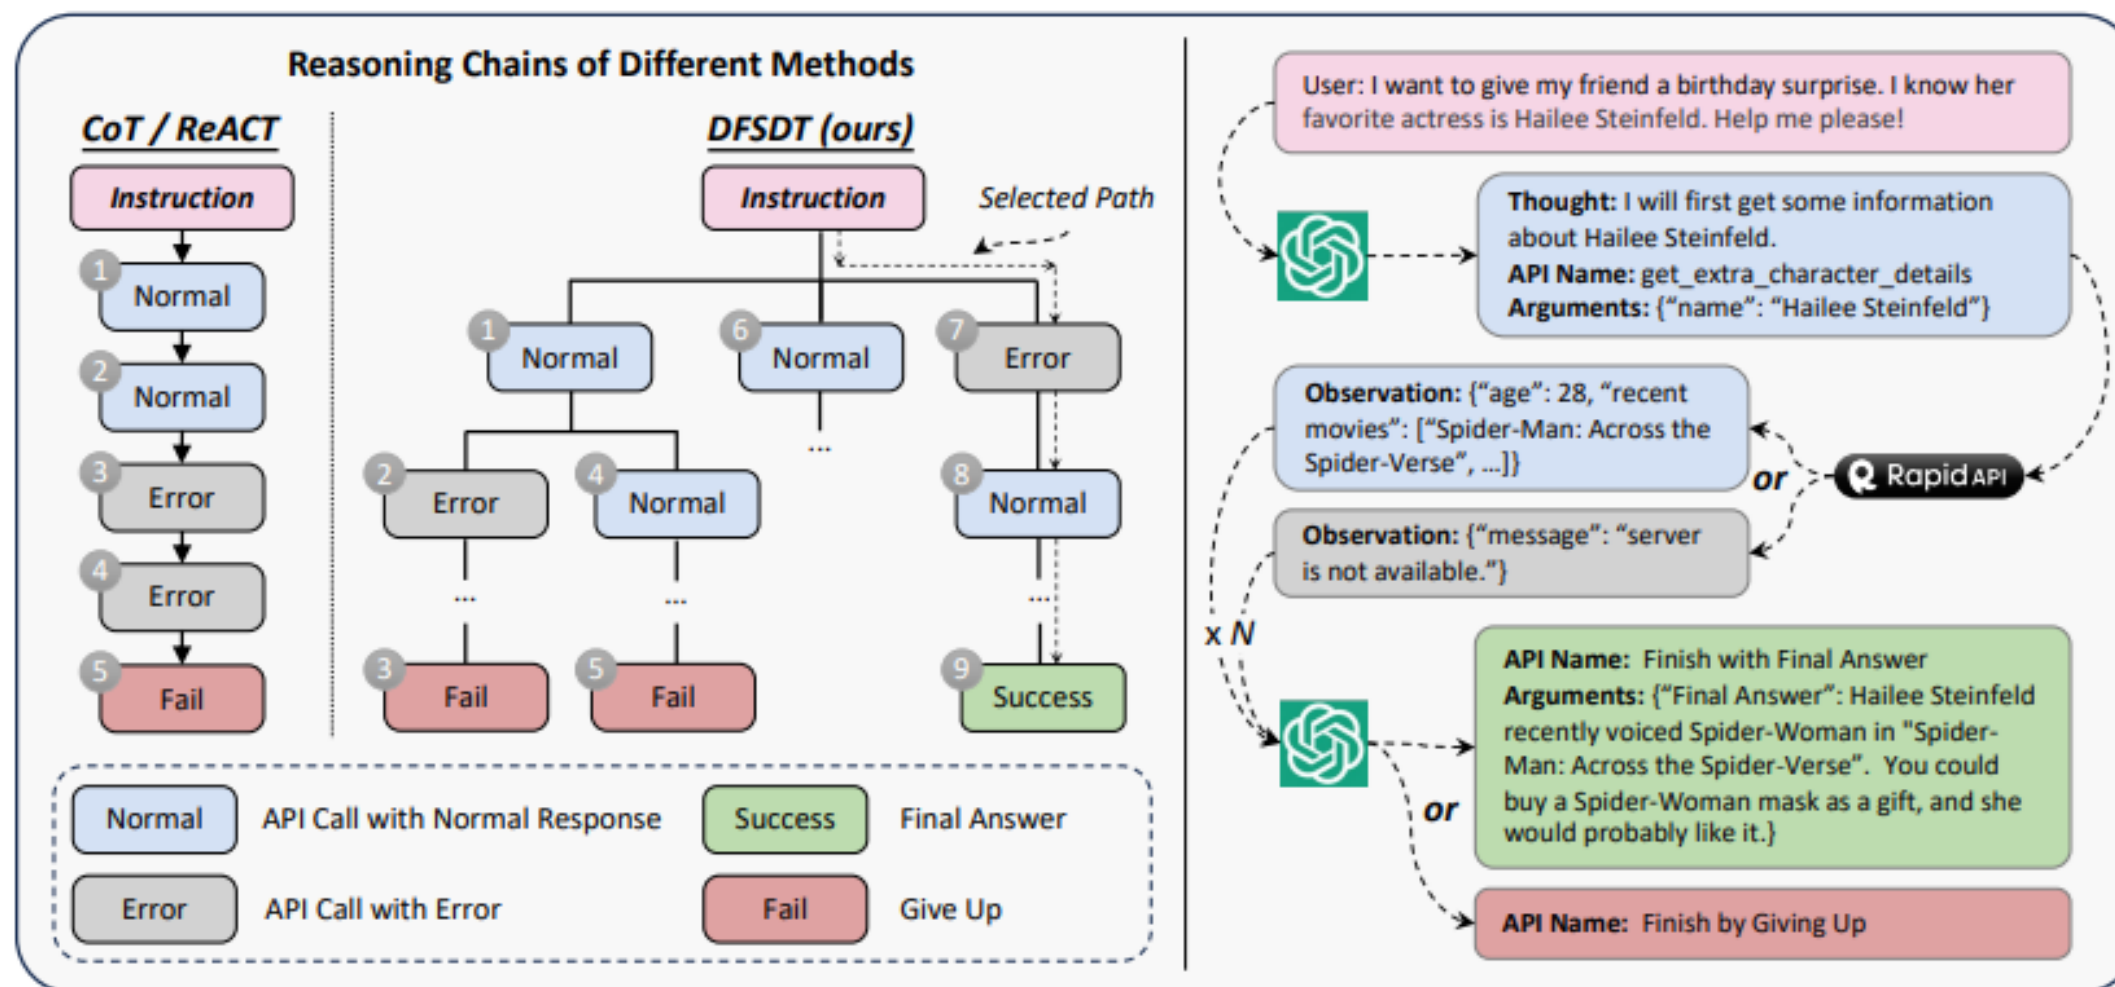 Reasoning Chains of Different Methods
CoT / ReACT
Instruction
1
Normal
2
Normal
3
Error
4
Error
5
Fail
DFSDT (ours)
Instruction
Selected Path
1
Normal
6
Normal
7
Error
...
2
Error
4
Normal
8
Normal
...
...
...
3
Fail
5
Fail
9
Success
Normal
API Call with Normal Response
Success
Final Answer
Error
API Call with Error
Fail
Give Up
User: I want to give my friend a birthday surprise. I know her
favorite actress is Hailee Steinfeld. Help me please!
Thought: I will first get some information
about Hailee Steinfeld.
API Name: get_extra_character_details
Arguments: {“name”: “Hailee Steinfeld”}
Observation: {“age”: 28, “recent
movies”: [“Spider-Man: Across the
Spider-Verse”, …]}
or
Rapid API
Observation: {“message”: “server
is not available.”}
x N
API Name: Finish with Final Answer
Arguments: {“Final Answer”: Hailee Steinfeld
recently voiced Spider-Woman in "Spider-
Man: Across the Spider-Verse”. You could
buy a Spider-Woman mask as a gift, and she
would probably like it.}
or
API Name: Finish by Giving Up